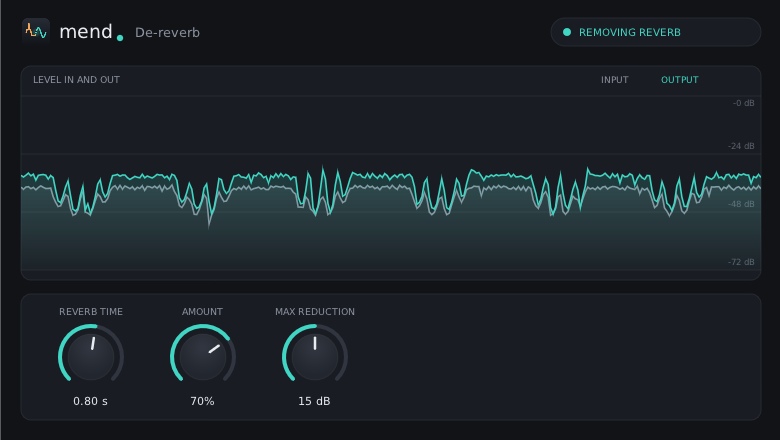 mend. De-reverb
REMOVING REVERB
LEVEL IN AND OUT
INPUT OUTPUT
-0 dB
-24 dB
-48 dB
-72 dB
REVERB TIME AMOUNT MAX REDUCTION
0.80 s 70% 15 dB